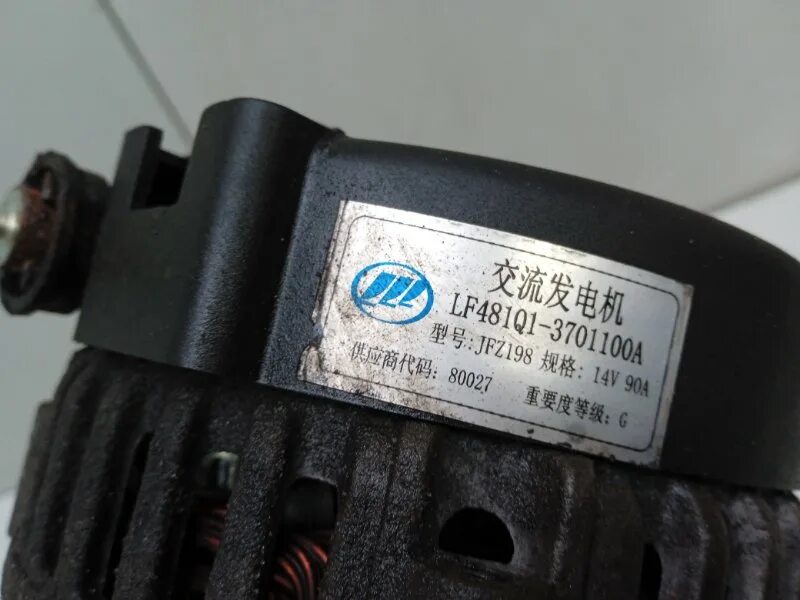 交流发电机
LF481Q1-3701100A
型号:JFZ198 规格: 14V 90A
供应商代码: 80027 重要度等级: G